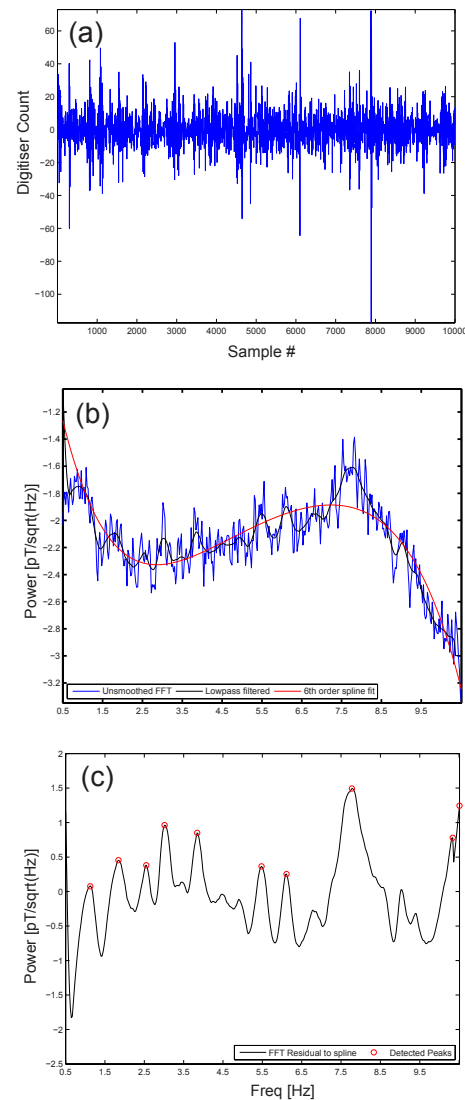 (a)
Digitiser Count
60
40
20
0
−20
−40
−60
−80
−100
1000 2000 3000 4000 5000 6000 7000 8000 9000 10000
Sample #
(b)
Power [pT/sqrt(Hz)]
−1.2
−1.4
−1.6
−1.8
−2
−2.2
−2.4
−2.6
−2.8
−3
−3.2
Unsmoothed FFT Lowpass filtered 6th order spline fit
0.5 1.5 2.5 3.5 4.5 5.5 6.5 7.5 8.5 9.5
(c)
Power [pT/sqrt(Hz)]
2
1.5
1
0.5
0
−0.5
−1
−1.5
−2
−2.5
FFT Residual to spline Detected Peaks
0.5 1.5 2.5 3.5 4.5 5.5 6.5 7.5 8.5 9.5
Freq [Hz]